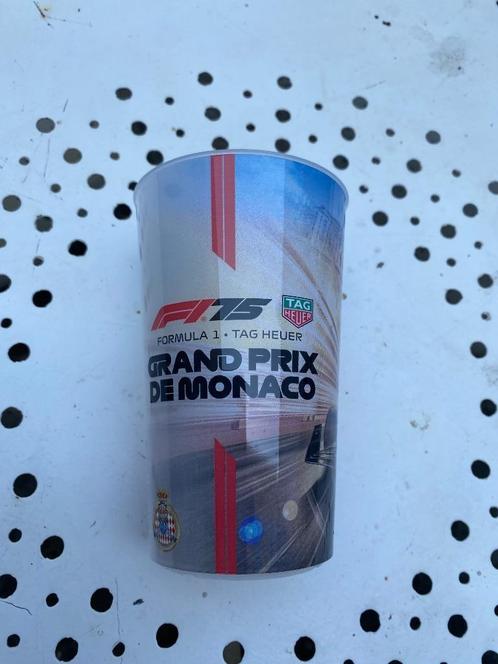 F1 75
TAG
HEUER
FORMULA 1 • TAG HEUER
GRAND PRIX
DE MONACO